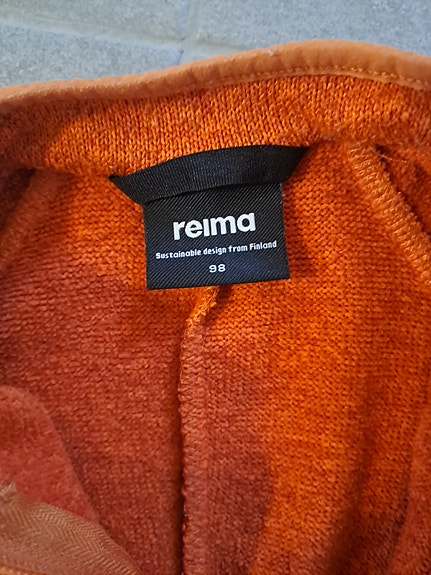 reima
Sustainable design from Finland
98